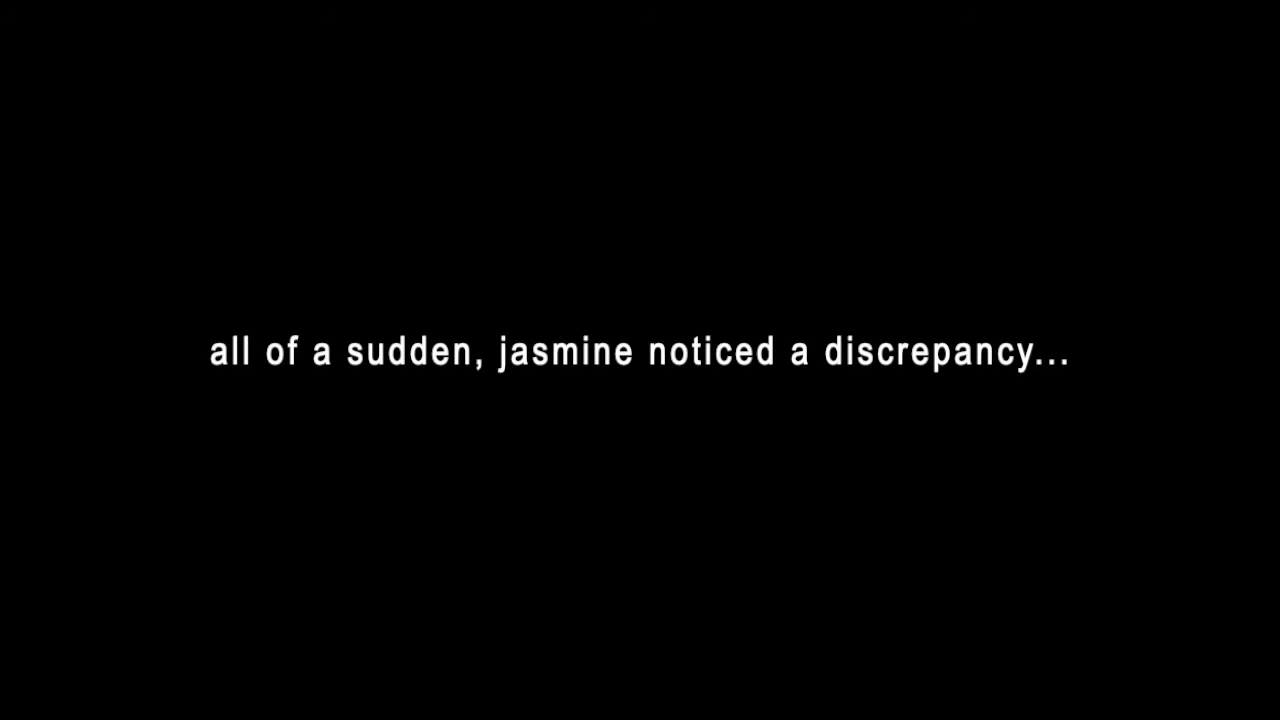 all of a sudden, jasmine noticed a discrepancy...